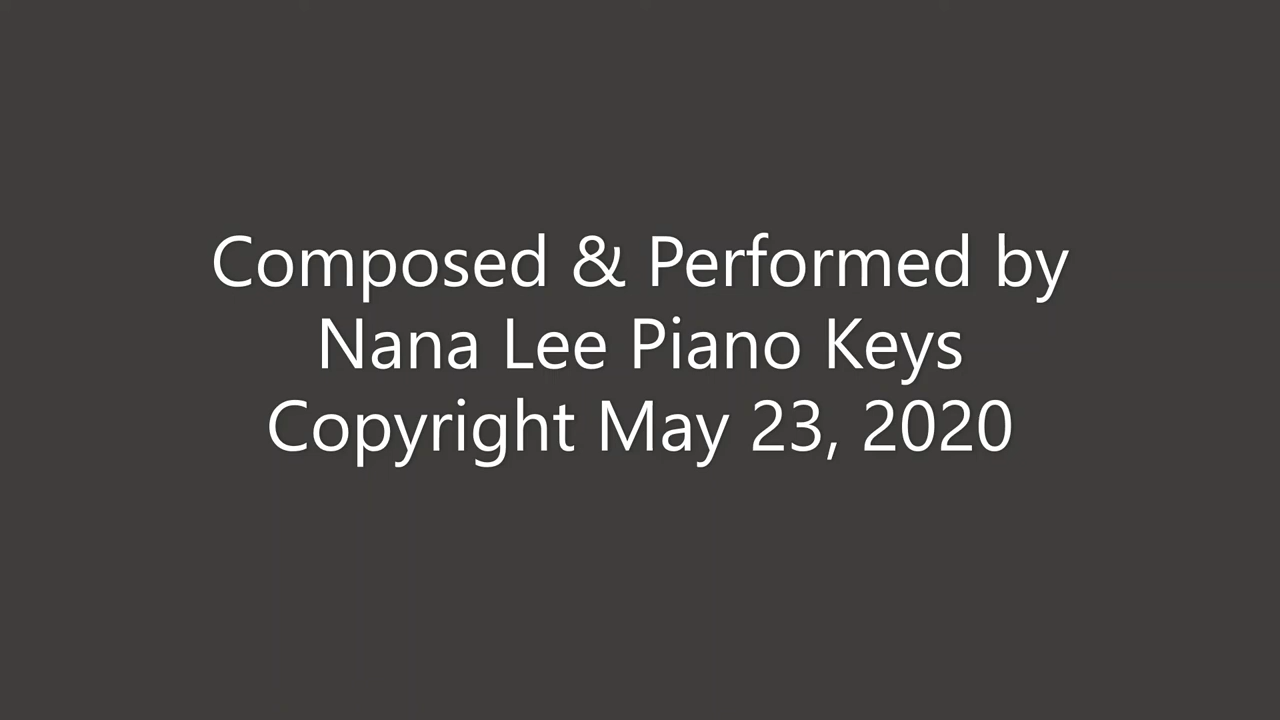 Composed & Performed by
Nana Lee Piano Keys
Copyright May 23, 2020